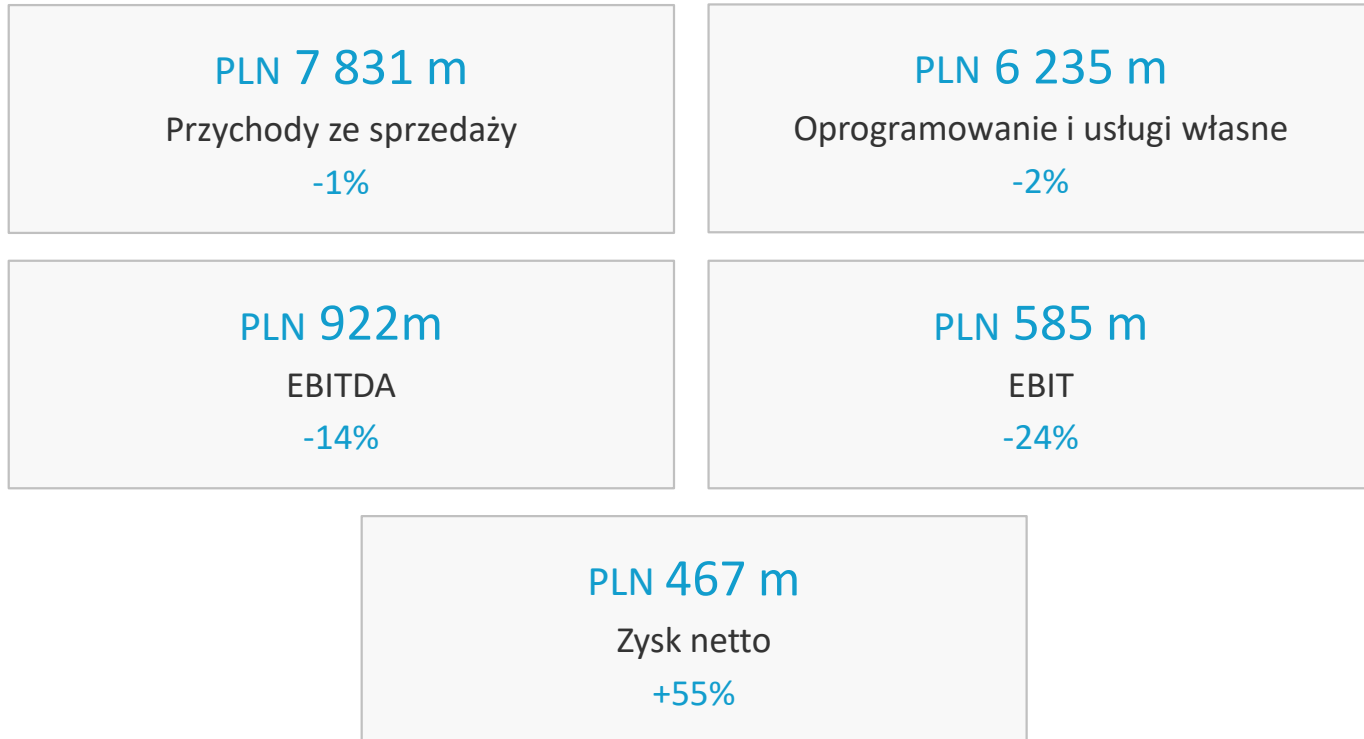 PLN 7 831 m
Przychody ze sprzedaży
-1%
PLN 6 235 m
Oprogramowanie i usługi własne
-2%
PLN 922m
EBITDA
-14%
PLN 585 m
EBIT
-24%
PLN 467 m
Zysk netto
+55%